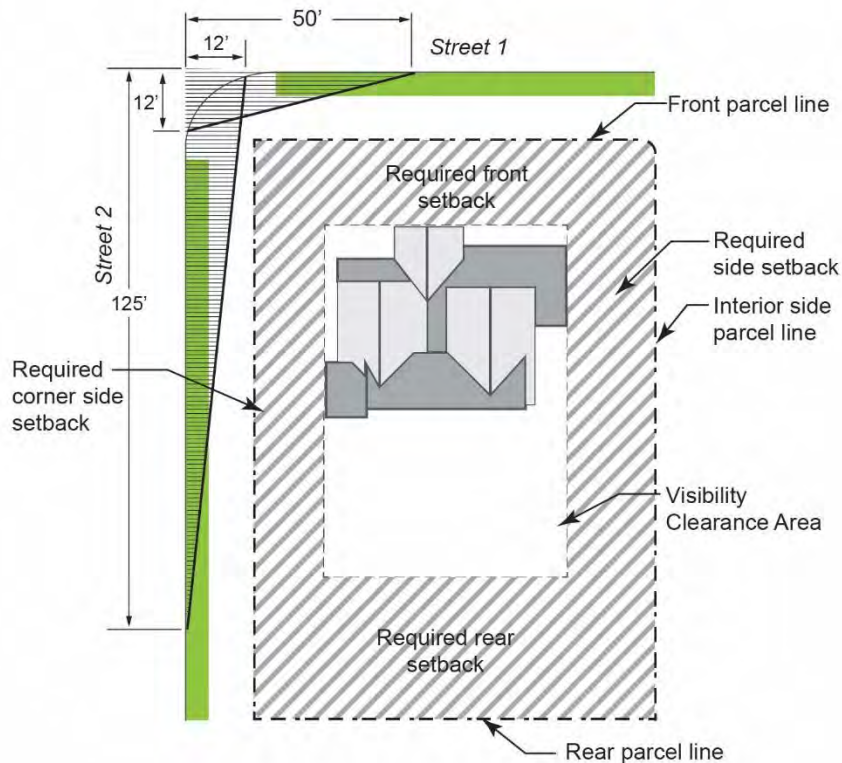 50'
Street 1
12'
12'
Front parcel line
Required front
setback
Street 2
Required
side setback
Interior side
parcel line
125'
Required
corner side
setback
Visibility
Clearance Area
Required rear
setback
Rear parcel line